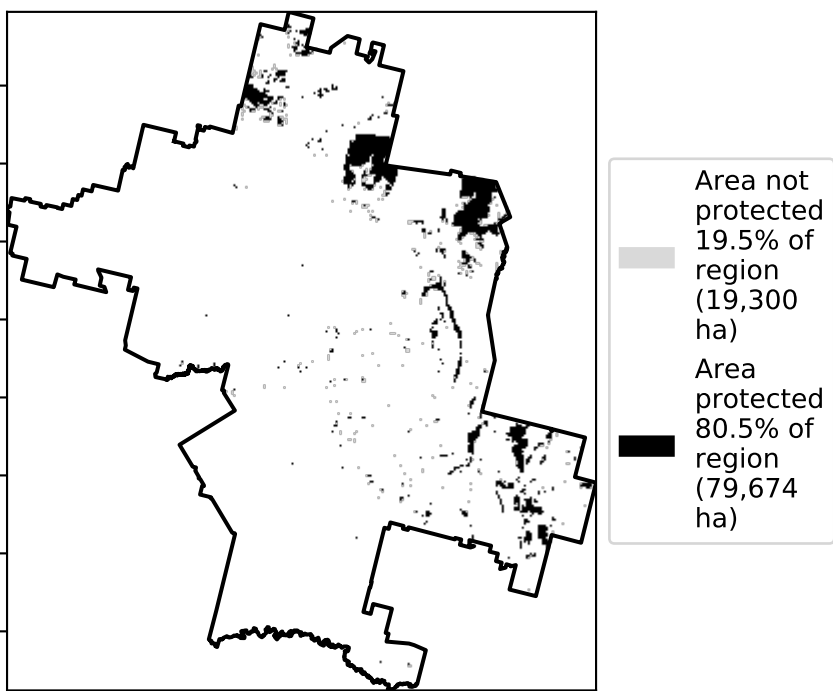 Area not
protected
19.5% of
region
(19,300
ha)
Area
protected
80.5% of
region
(79,674
ha)